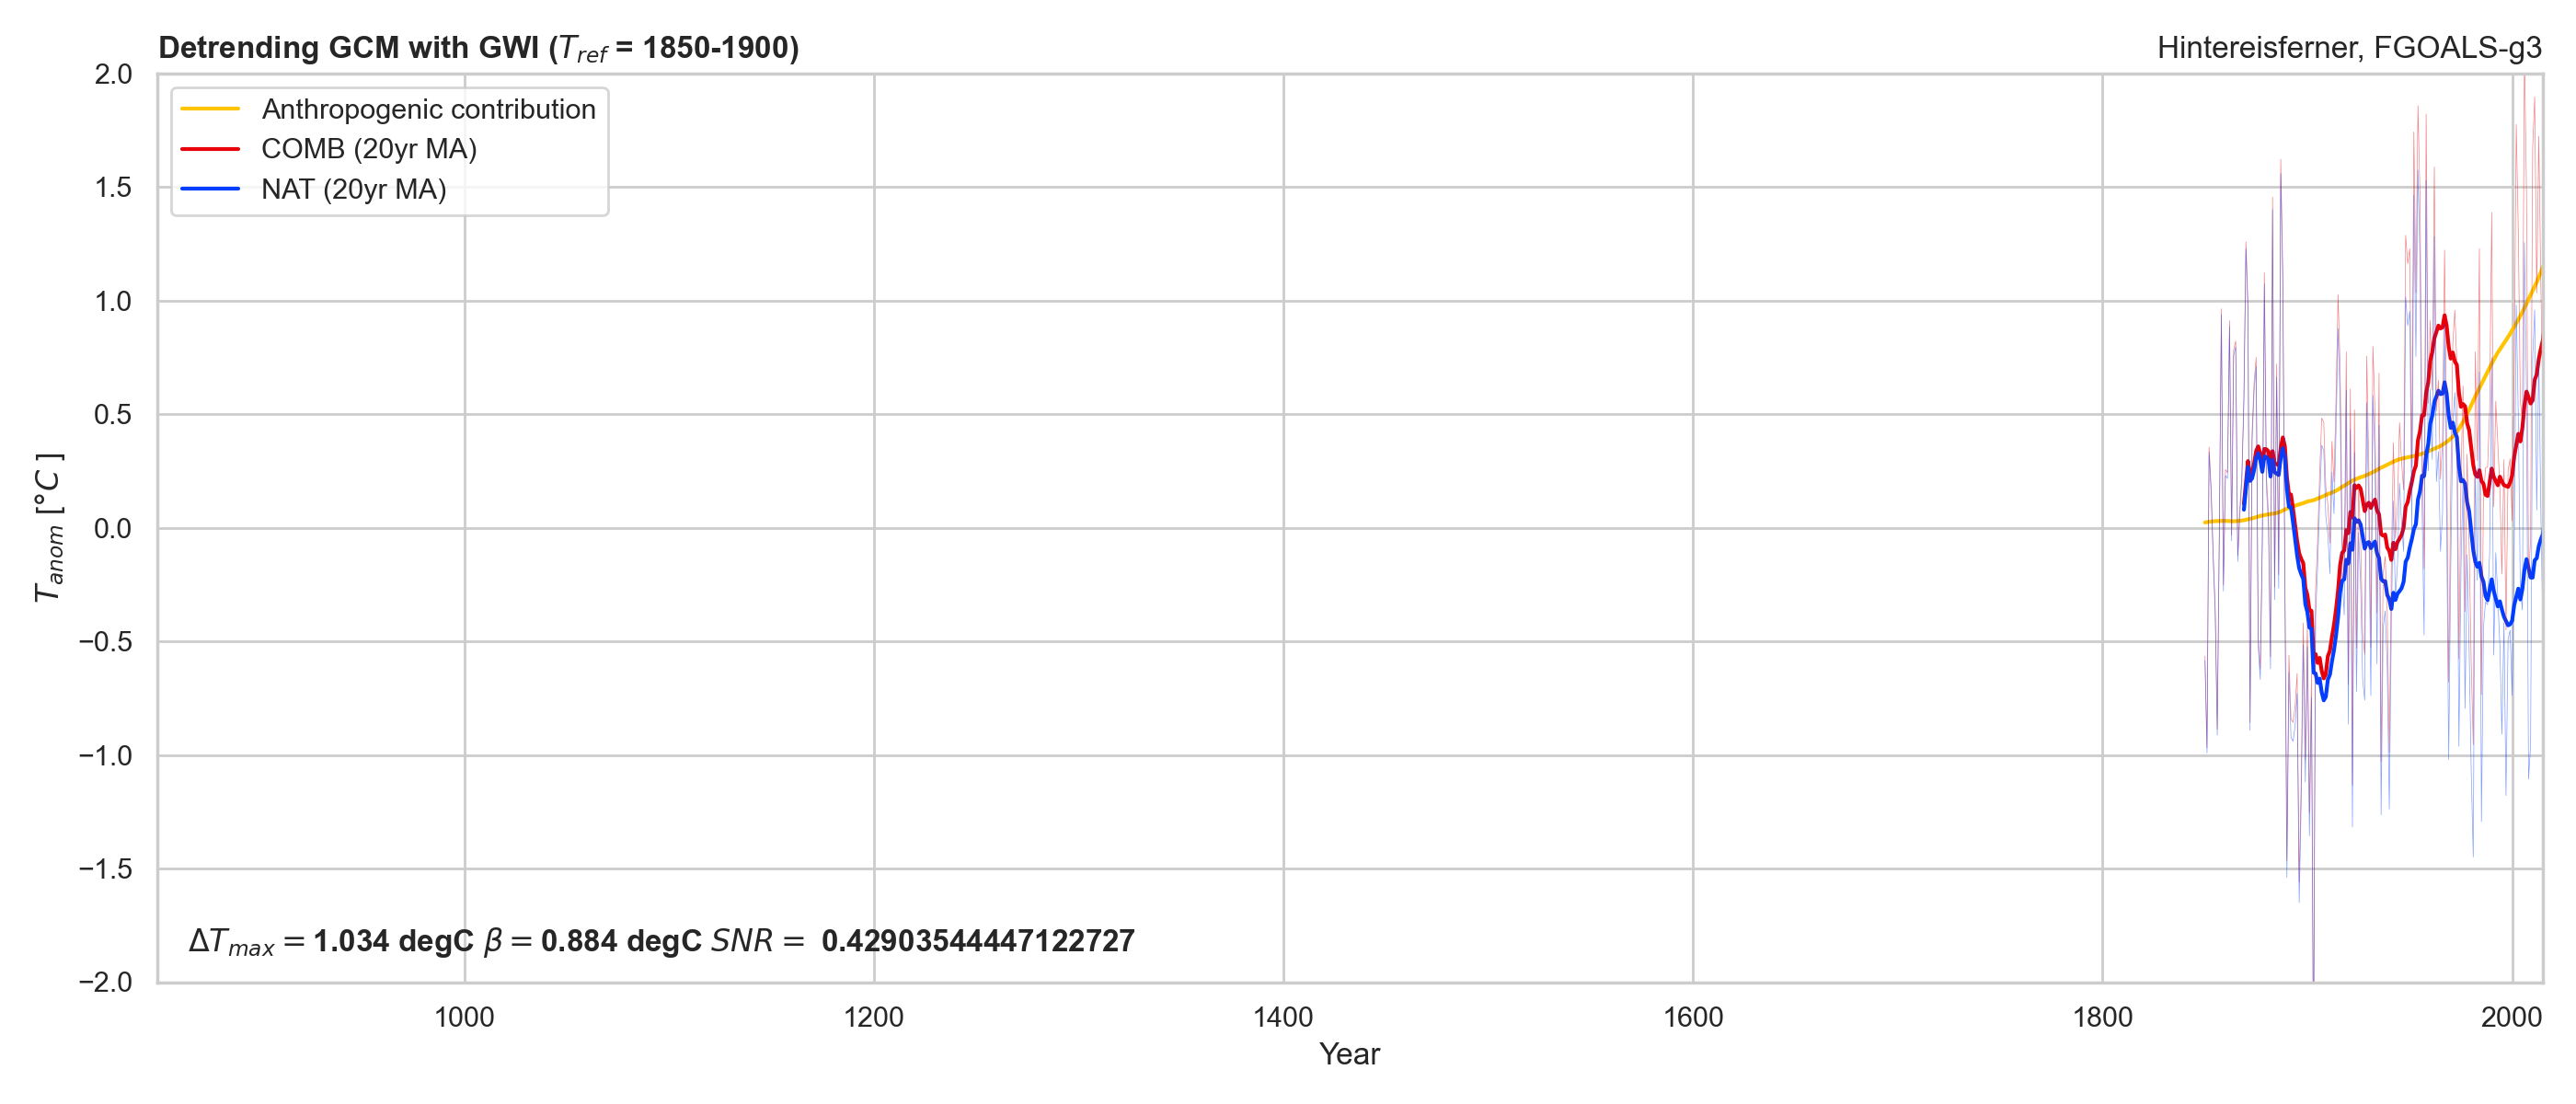 Detrending GCM with GWI (T_ref = 1850-1900)
Hintereisferner, FGOALS-g3
Anthropogenic contribution
COMB (20yr MA)
NAT (20yr MA)
2.0
1.5
1.0
0.5
0.0
−0.5
−1.0
−1.5
−2.0
T_anom [°C ]
ΔT_max = 1.034 degC β = 0.884 degC SNR = 0.42903544447122727
1000 1200 1400 1600 1800 2000
Year